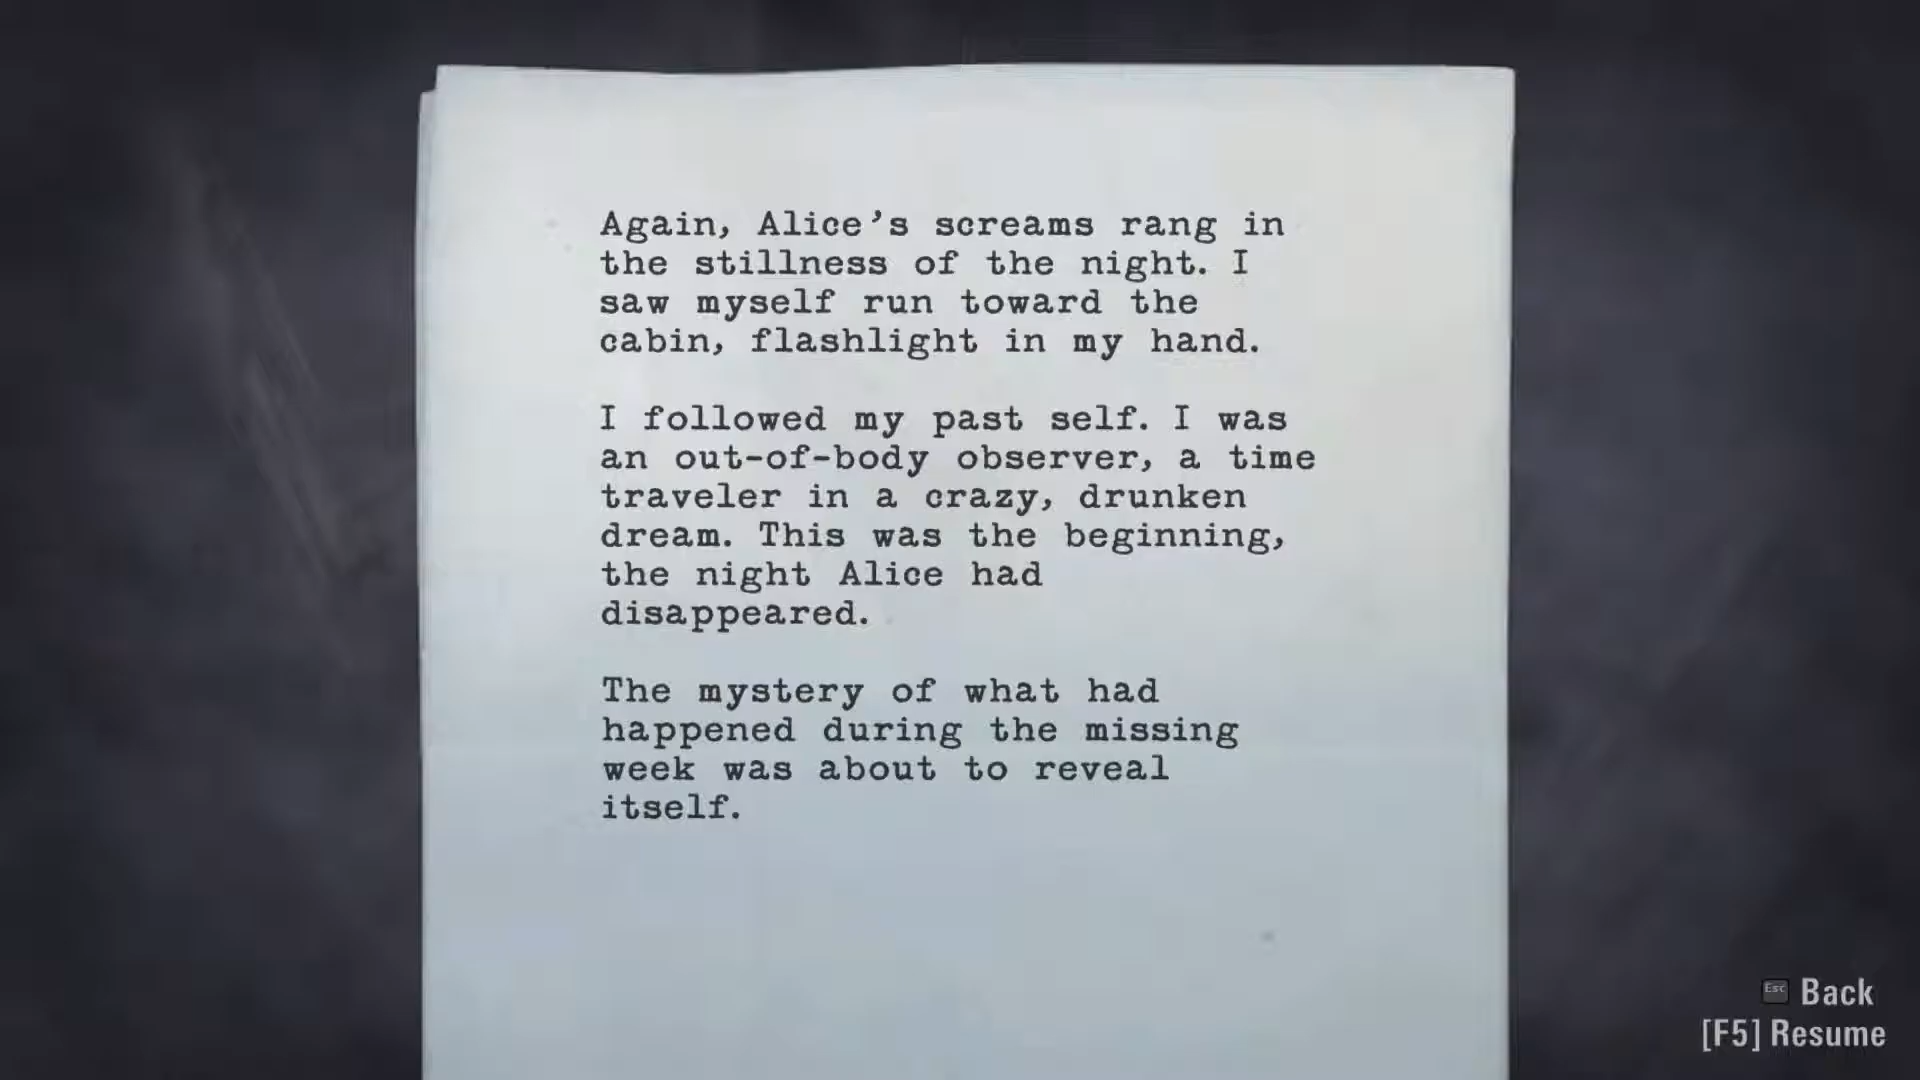 Again, Alice’s screams rang in
the stillness of the night. I
saw myself run toward the
cabin, flashlight in my hand.
I followed my past self. I was
an out-of-body observer, a time
traveler in a crazy, drunken
dream. This was the beginning,
the night Alice had
disappeared.
The mystery of what had
happened during the missing
week was about to reveal
itself.
Esc Back
[F5] Resume